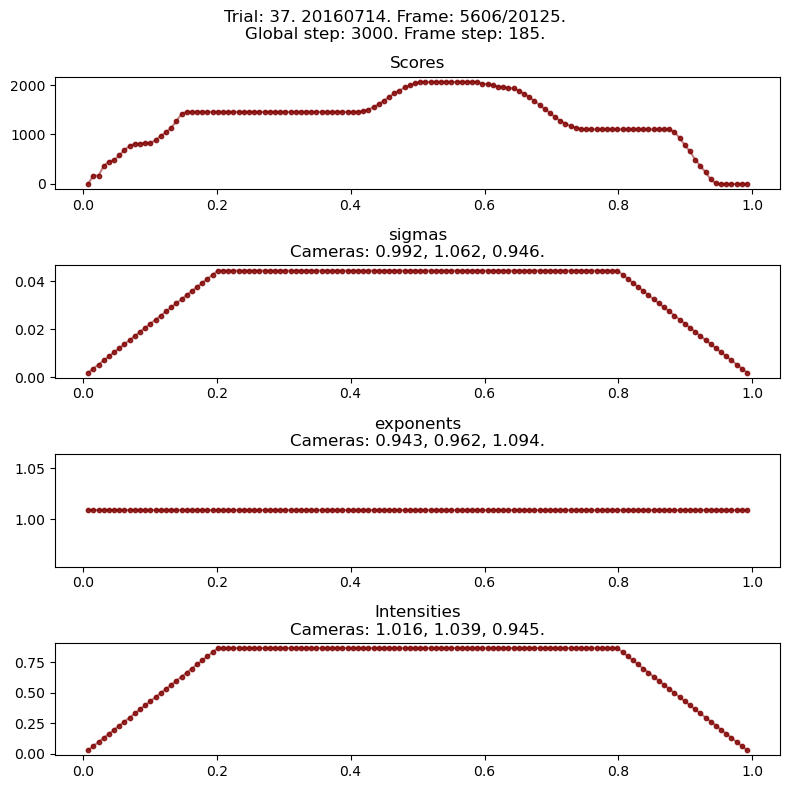 Trial: 37. 20160714. Frame: 5606/20125.
Global step: 3000. Frame step: 185.
Scores
2000
1000
0
0.0 0.2 0.4 0.6 0.8 1.0
sigmas
Cameras: 0.992, 1.062, 0.946.
0.04
0.02
0.00
0.0 0.2 0.4 0.6 0.8 1.0
exponents
Cameras: 0.943, 0.962, 1.094.
1.05
1.00
0.0 0.2 0.4 0.6 0.8 1.0
Intensities
Cameras: 1.016, 1.039, 0.945.
0.75
0.50
0.25
0.00
0.0 0.2 0.4 0.6 0.8 1.0